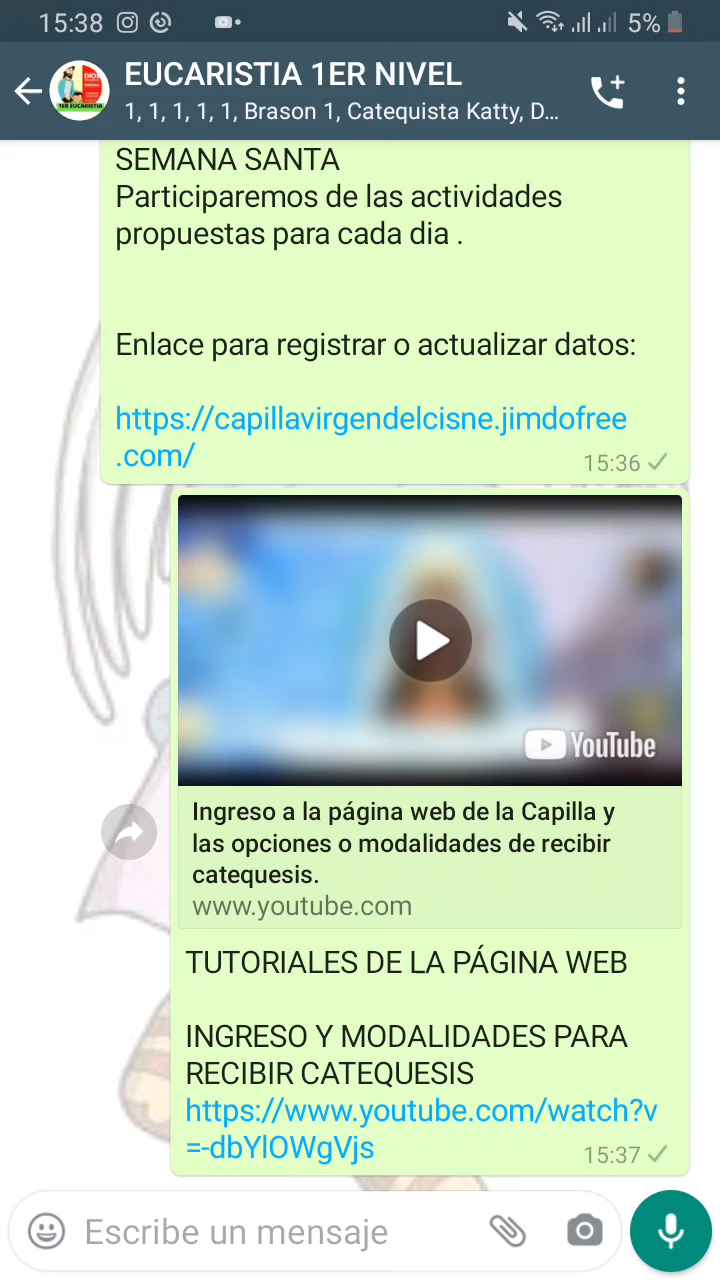 15:38
5%
EUCARISTIA 1ER NIVEL
1, 1, 1, 1, 1, Brason 1, Catequista Katty, D...
DIOS
1ER EUCARISTIA
SEMANA SANTA
Participaremos de las actividades
propuestas para cada dia .
Enlace para registrar o actualizar datos:
https://capillavirgendelcisne.jimdofree
.com/
15:36
YouTube
Ingreso a la página web de la Capilla y
las opciones o modalidades de recibir
catequesis.
www.youtube.com
TUTORIALES DE LA PÁGINA WEB
INGRESO Y MODALIDADES PARA
RECIBIR CATEQUESIS
https://www.youtube.com/watch?v
=-dbYlOWgVjs
15:37
Escribe un mensaje